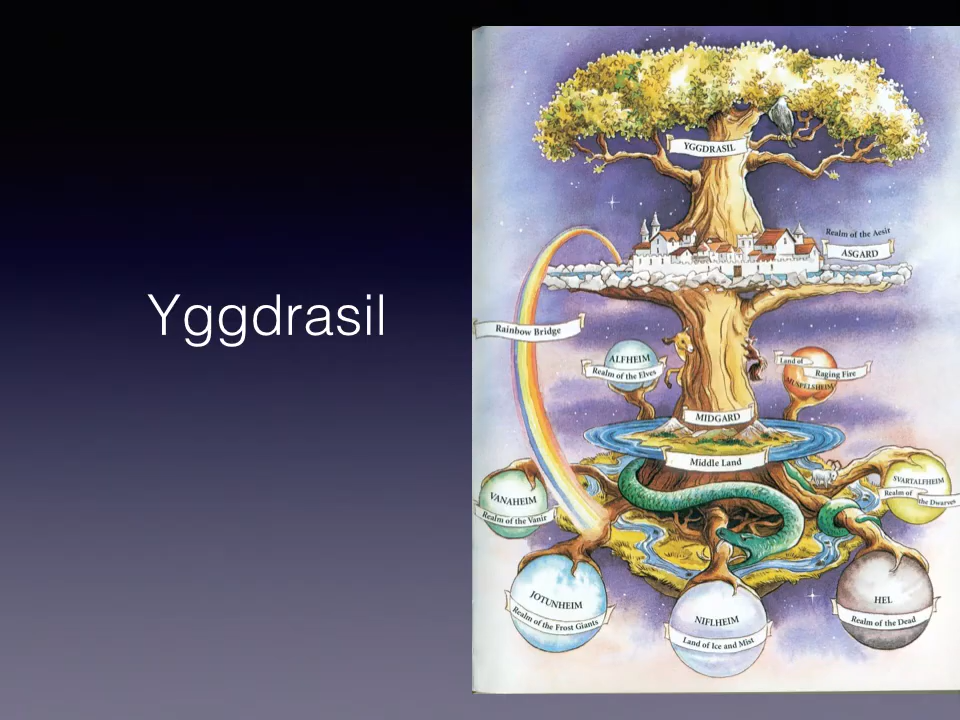 Yggdrasil
YGGDRASIL
Realm of the Aesir
ASGARD
Rainbow Bridge
ALFHEIM
Realm of the Elves
Land of
Raging Fire
MUSPELSHEIM
MIDGARD
Middle Land
VANAHEIM
Realm of the Vanir
SVARTALFHEIM
Realm of
the Dwarves
JOTUNHEIM
Realm of the Frost Giants
NIFLHEIM
Land of Ice and Mist
HEL
Realm of the Dead